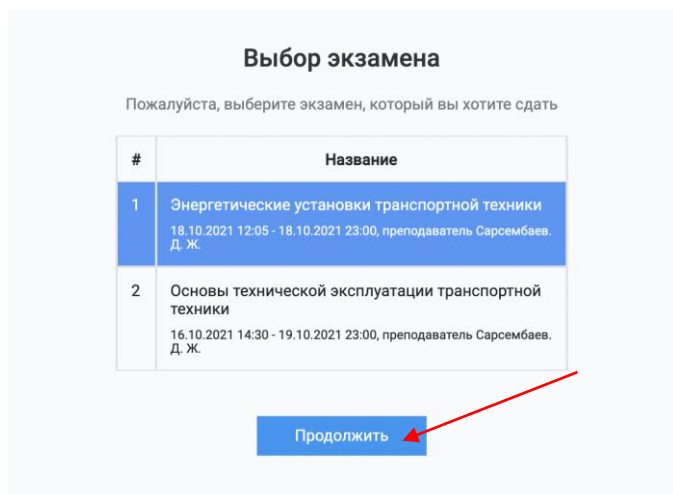 Выбор экзамена
Пожалуйста, выберите экзамен, который вы хотите сдать
# Название
1 Энергетические установки транспортной техники
18.10.2021 12:05 - 18.10.2021 23:00, преподаватель Сарсембаев.
Д. Ж.
2 Основы технической эксплуатации транспортной
техники
16.10.2021 14:30 - 19.10.2021 23:00, преподаватель Сарсембаев.
Д. Ж.
Продолжить